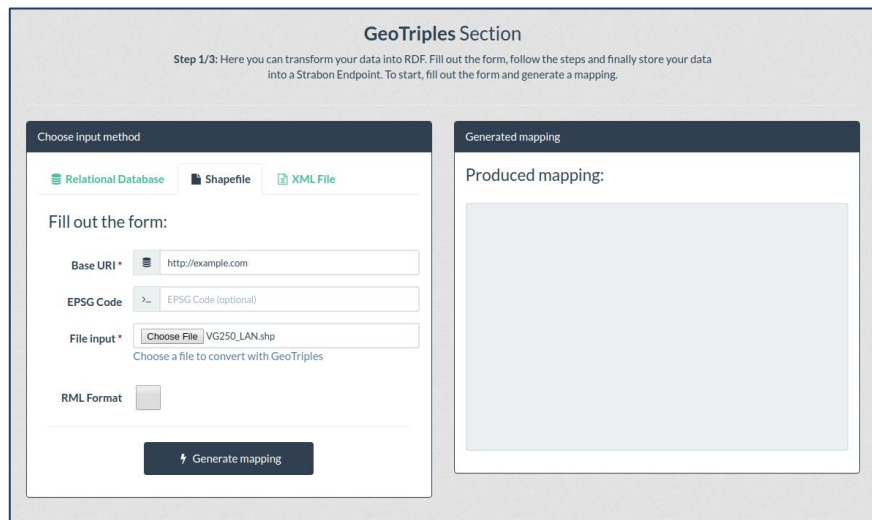 GeoTriples Section
Step 1/3: Here you can transform your data into RDF. Fill out the form, follow the steps and finally store your data
into a Strabon Endpoint. To start, fill out the form and generate a mapping.
Choose input method
Relational Database
Shapefile
XML File
Fill out the form:
Base URI *
http://example.com
EPSG Code
EPSG Code (optional)
File input *
Choose File VG250_LAN.shp
Choose a file to convert with GeoTriples
RML Format
Generate mapping
Generated mapping
Produced mapping: